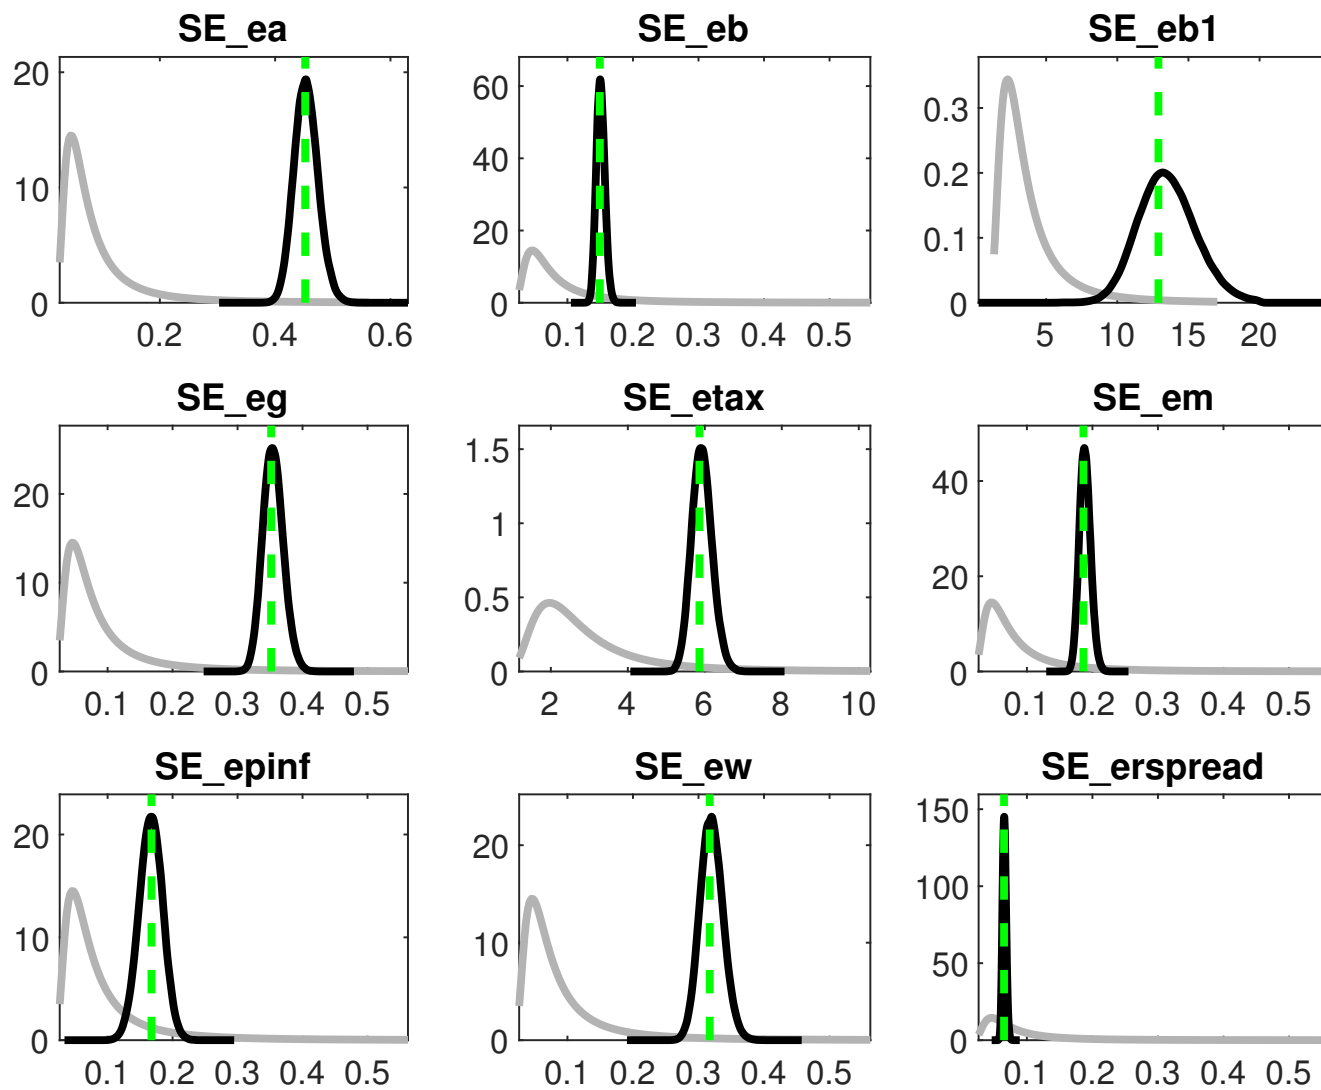 SE_ea SE_eb SE_eb1
20 10 0
60 40 20 0
0.3 0.2 0.1 0
0.2 0.4 0.6
0.1 0.2 0.3 0.4 0.5
5 10 15 20
SE_eg SE_etax SE_em
20 10 0
1.5 1 0.5 0
40 20 0
0.1 0.2 0.3 0.4 0.5
2 4 6 8 10
0.1 0.2 0.3 0.4 0.5
SE_epinf SE_ew SE_erspread
20 10 0
20 10 0
150 100 50 0
0.1 0.2 0.3 0.4 0.5
0.1 0.2 0.3 0.4 0.5
0.1 0.2 0.3 0.4 0.5